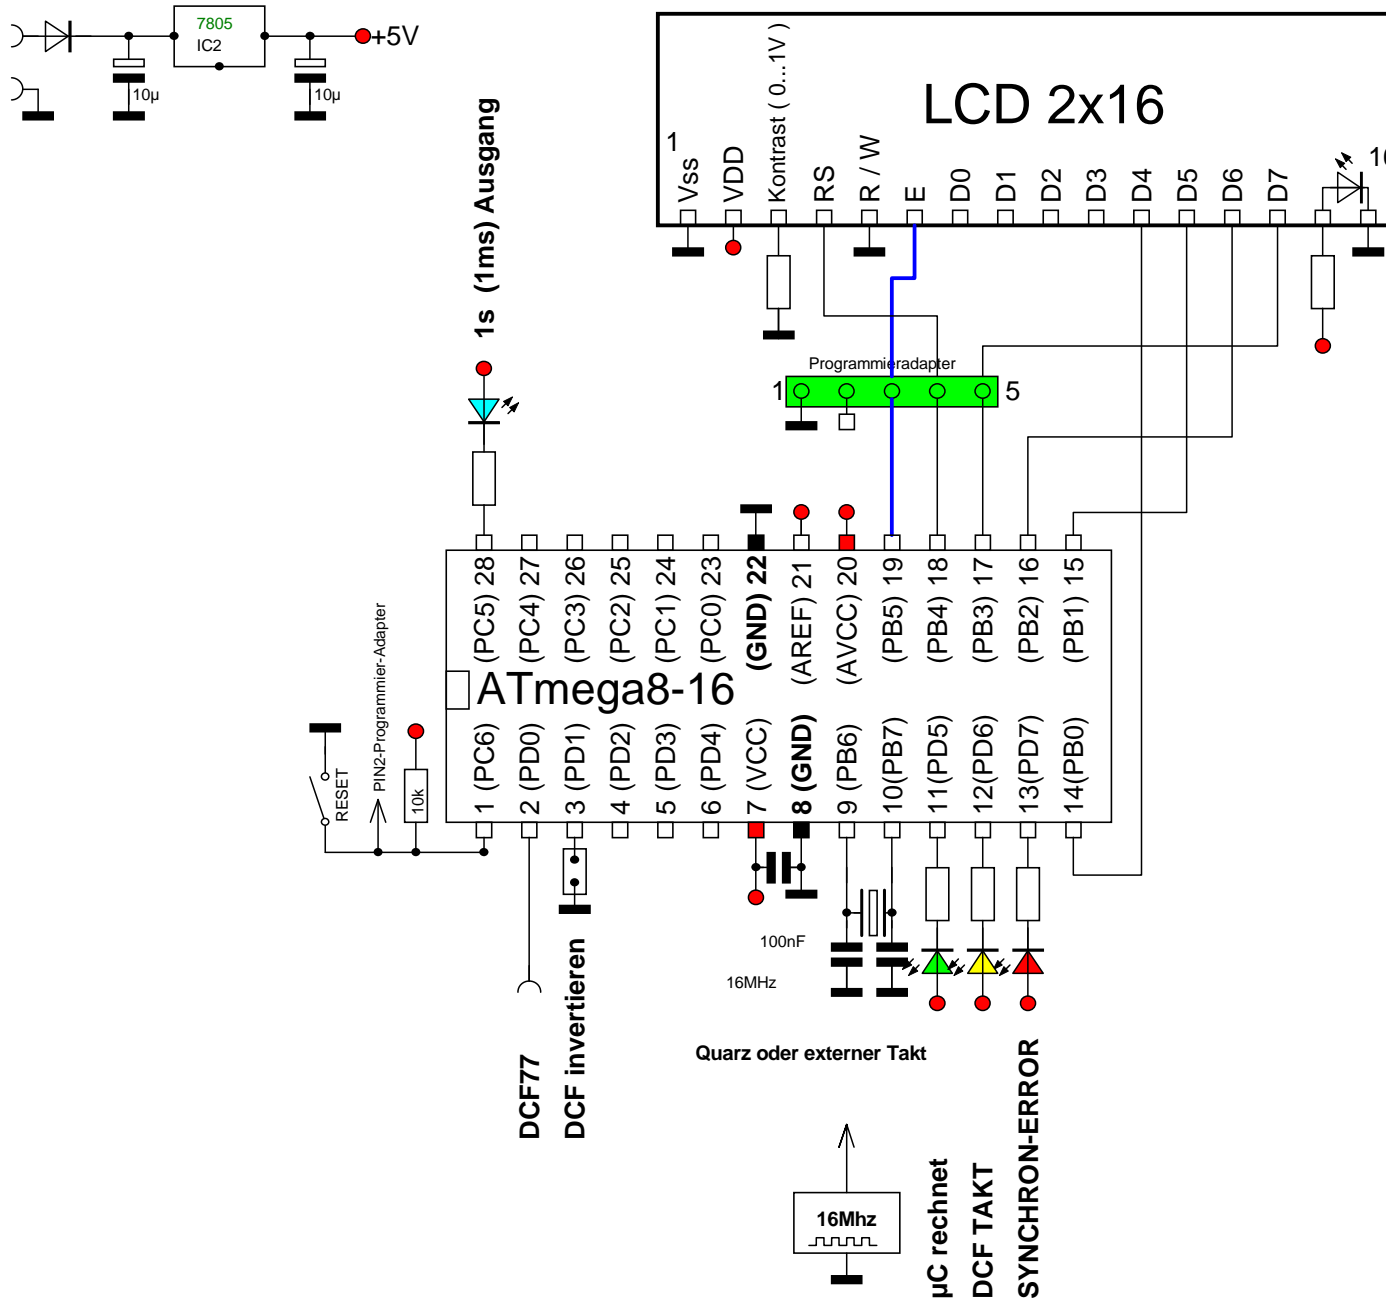 7805
IC2
+5V
10µ
10µ
LCD 2x16
1
Vss
VDD
Kontrast ( 0...1V )
RS
R / W
E
D0
D1
D2
D3
D4
D5
D6
D7
1s (1ms) Ausgang
Programmieradapter
1
5
(PC5) 28
(PC4) 27
(PC3) 26
(PC2) 25
(PC1) 24
(PC0) 23
(GND) 22
(AREF) 21
(AVCC) 20
(PB5) 19
(PB4) 18
(PB3) 17
(PB2) 16
(PB1) 15
ATmega8-16
1 (PC6)
2 (PD0)
3 (PD1)
4 (PD2)
5 (PD3)
6 (PD4)
7 (VCC)
8 (GND)
9 (PB6)
10(PB7)
11(PD5)
12(PD6)
13(PD7)
14(PB0)
RESET
PIN2-Programmier-Adapter
10k
100nF
16MHz
Quarz oder externer Takt
DCF77
DCF invertieren
16Mhz
µC rechnet
DCF TAKT
SYNCHRON-ERROR